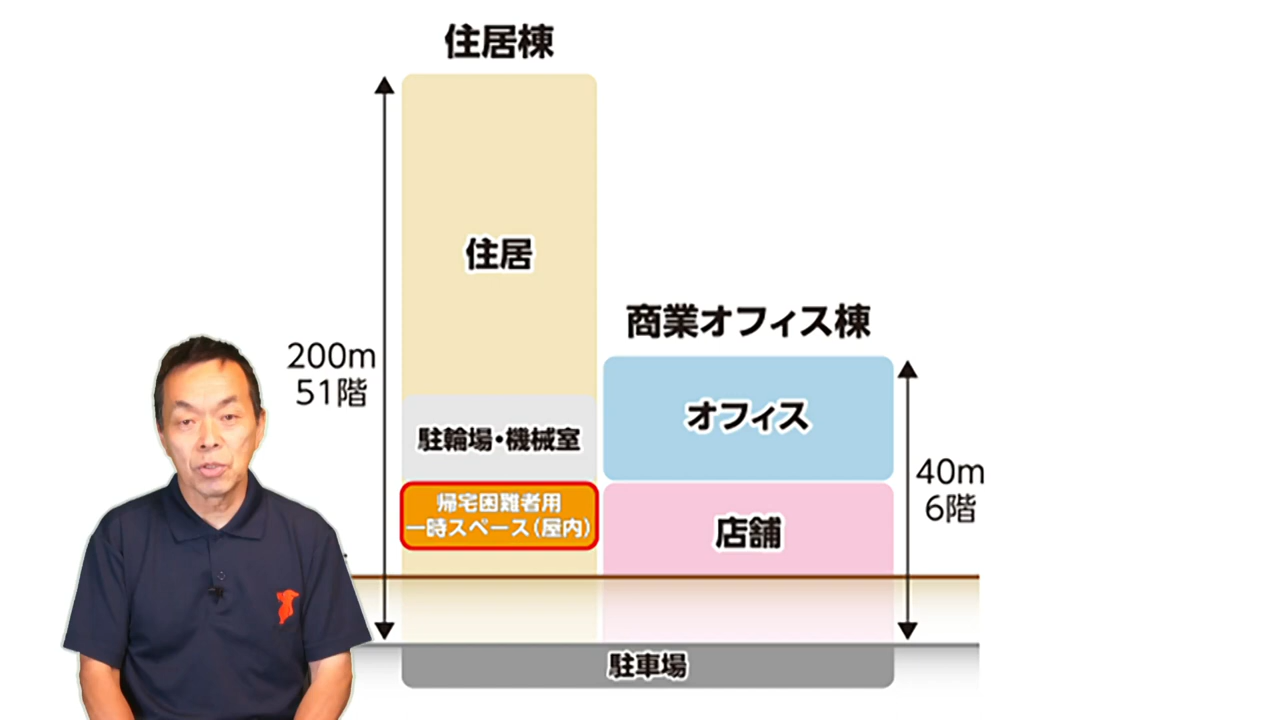 住居棟
住居
200m
51階
駐輪場・機械室
帰宅困難者用
一時スペース（屋内）
商業オフィス棟
オフィス
店舗
40m
6階
駐車場